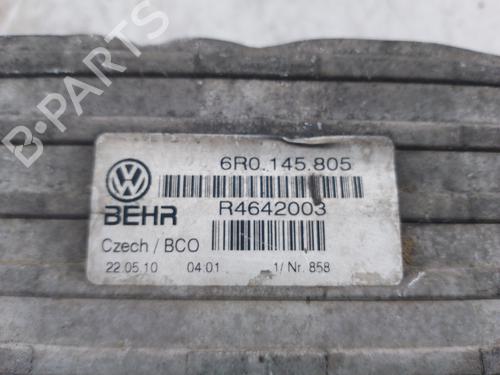 B-PARTS
6R0.145.805
BEHR
R4642003
Czech / BCO
22.05.10 04:01 1/ Nr. 858